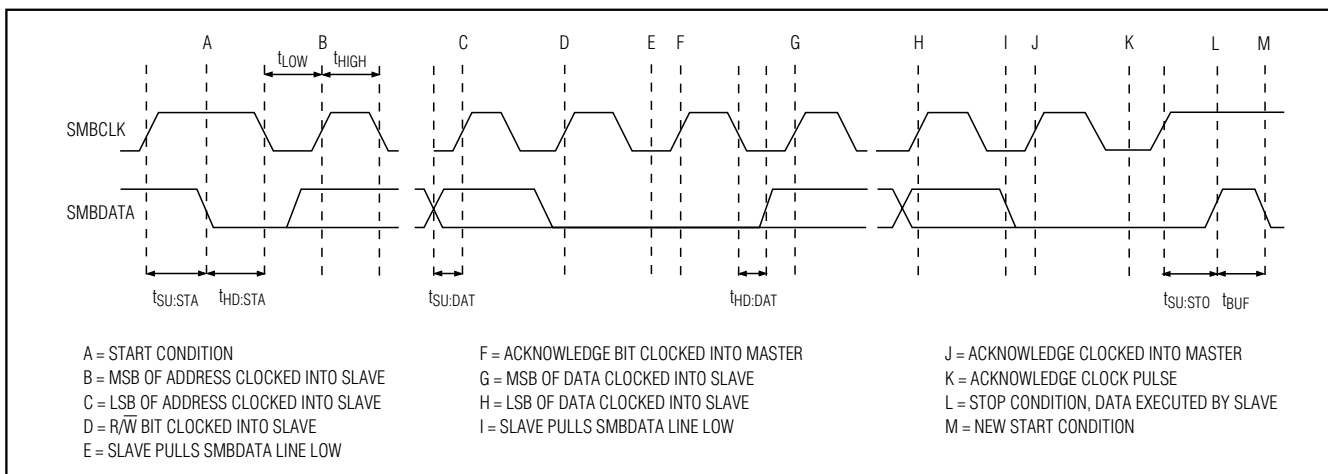 A B C D E F G H I J K L M
tLOW tHIGH
SMBCLK
SMBDATA
tSU:STA tHD:STA tSU:DAT tHD:DAT tSU:STO tBUF
A = START CONDITION
B = MSB OF ADDRESS CLOCKED INTO SLAVE
C = LSB OF ADDRESS CLOCKED INTO SLAVE
D = R/W̅ BIT CLOCKED INTO SLAVE
E = SLAVE PULLS SMBDATA LINE LOW
F = ACKNOWLEDGE BIT CLOCKED INTO MASTER
G = MSB OF DATA CLOCKED INTO SLAVE
H = LSB OF DATA CLOCKED INTO SLAVE
I = SLAVE PULLS SMBDATA LINE LOW
J = ACKNOWLEDGE CLOCKED INTO MASTER
K = ACKNOWLEDGE CLOCK PULSE
L = STOP CONDITION, DATA EXECUTED BY SLAVE
M = NEW START CONDITION